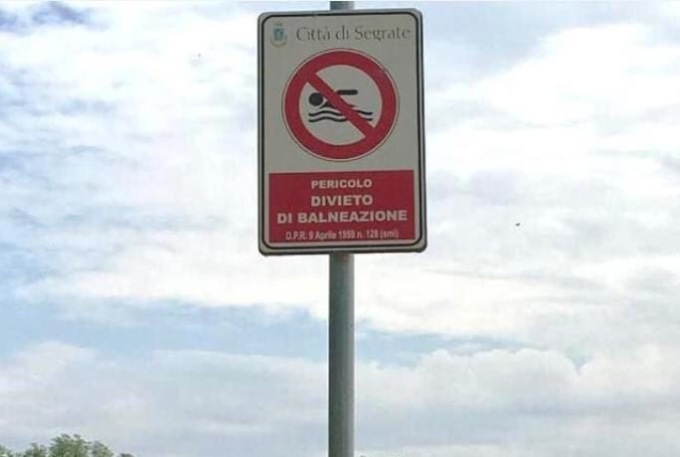 Città di Segrate
PERICOLO
DIVIETO
DI BALNEAZIONE
D.P.R. 9 Aprile 1959 n. 128 (smi)